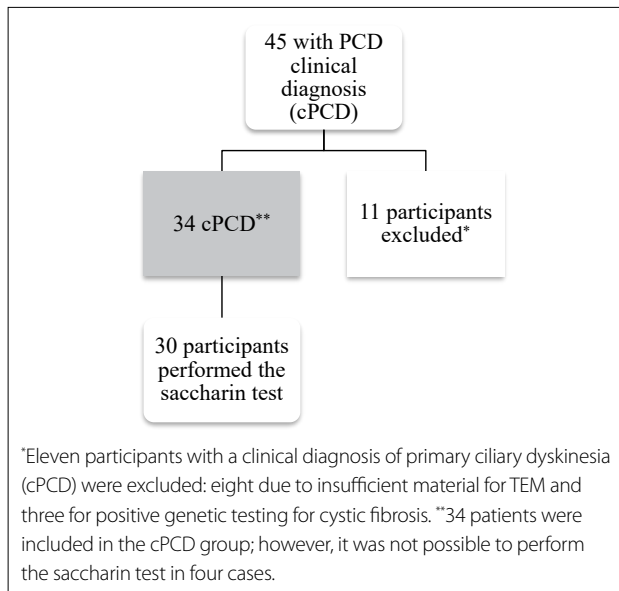 45 with PCD
clinical
diagnosis
(cPCD)
34 cPCD**
11 participants
excluded*
30 participants
performed the
saccharin test
*Eleven participants with a clinical diagnosis of primary ciliary dyskinesia
(cPCD) were excluded: eight due to insufficient material for TEM and
three for positive genetic testing for cystic fibrosis. **34 patients were
included in the cPCD group; however, it was not possible to perform
the saccharin test in four cases.